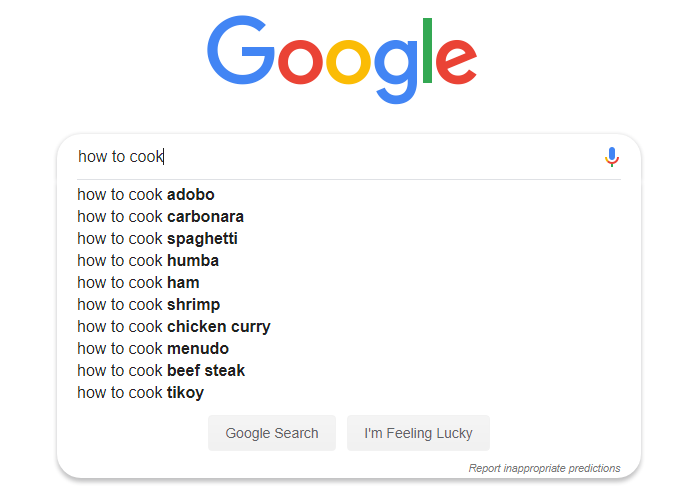 Google
how to cook
how to cook adobo
how to cook carbonara
how to cook spaghetti
how to cook humba
how to cook ham
how to cook shrimp
how to cook chicken curry
how to cook menudo
how to cook beef steak
how to cook tikoy
Google Search I'm Feeling Lucky
Report inappropriate predictions